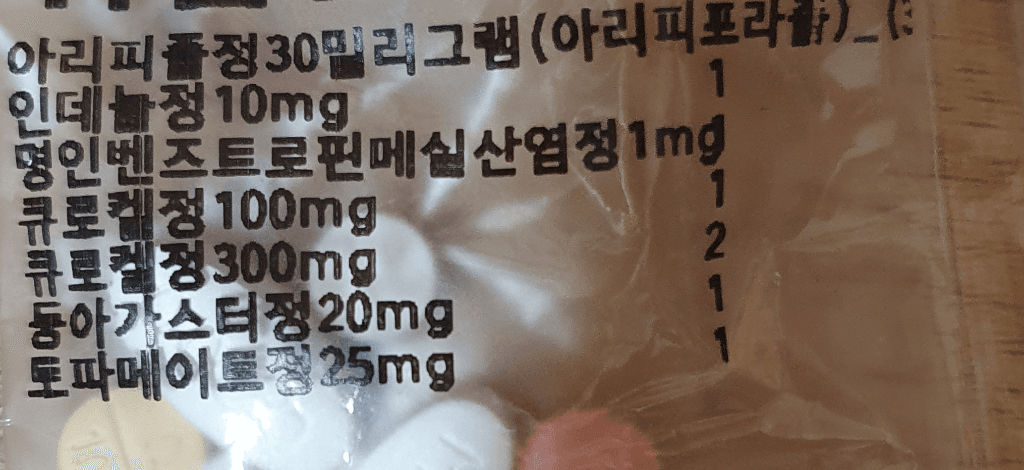 아리피졸정30밀리그램(아리피프라졸)_(
인데놀정10mg 1
명인벤즈트로핀메실산염정1mg
큐로켈정100mg 1
큐로켈정300mg 2
동아가스터정20mg 1
토파메이트정25mg 1